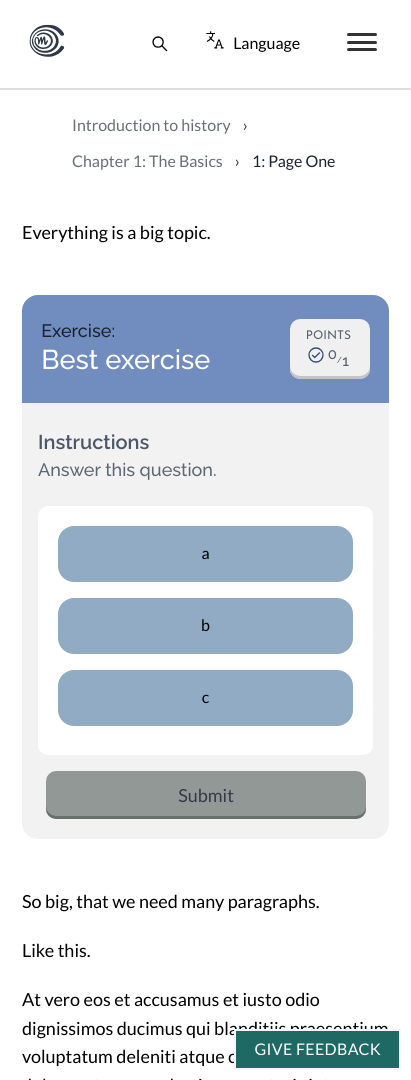 Language
Introduction to history ›
Chapter 1: The Basics › 1: Page One
Everything is a big topic.
Exercise:
Best exercise
POINTS
0/1
Instructions
Answer this question.
a
b
c
Submit
So big, that we need many paragraphs.
Like this.
At vero eos et accusamus et iusto odio
dignissimos ducimus qui blanditiis praesentium
voluptatum deleniti atque
GIVE FEEDBACK